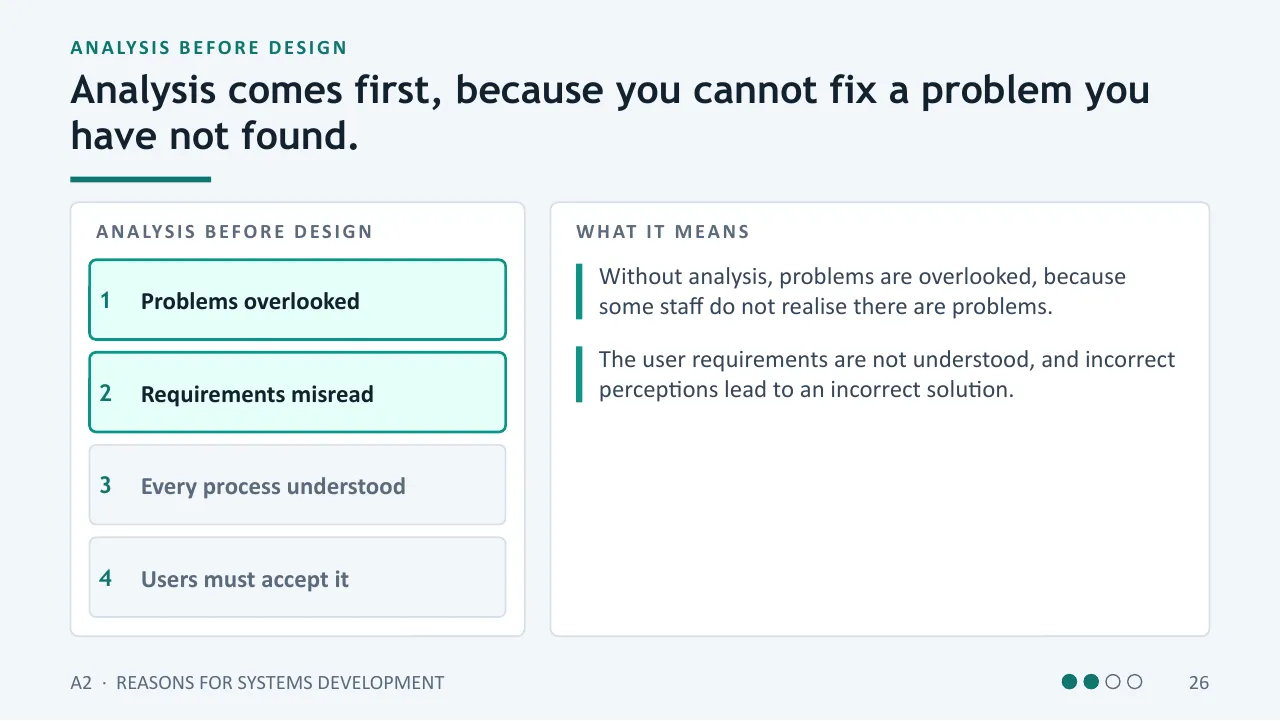 ANALYSIS BEFORE DESIGN
Analysis comes first, because you cannot fix a problem you
have not found.
ANALYSIS BEFORE DESIGN
1 Problems overlooked
2 Requirements misread
3 Every process understood
4 Users must accept it
WHAT IT MEANS
Without analysis, problems are overlooked, because
some staff do not realise there are problems.
The user requirements are not understood, and incorrect
perceptions lead to an incorrect solution.
A2 · REASONS FOR SYSTEMS DEVELOPMENT
26